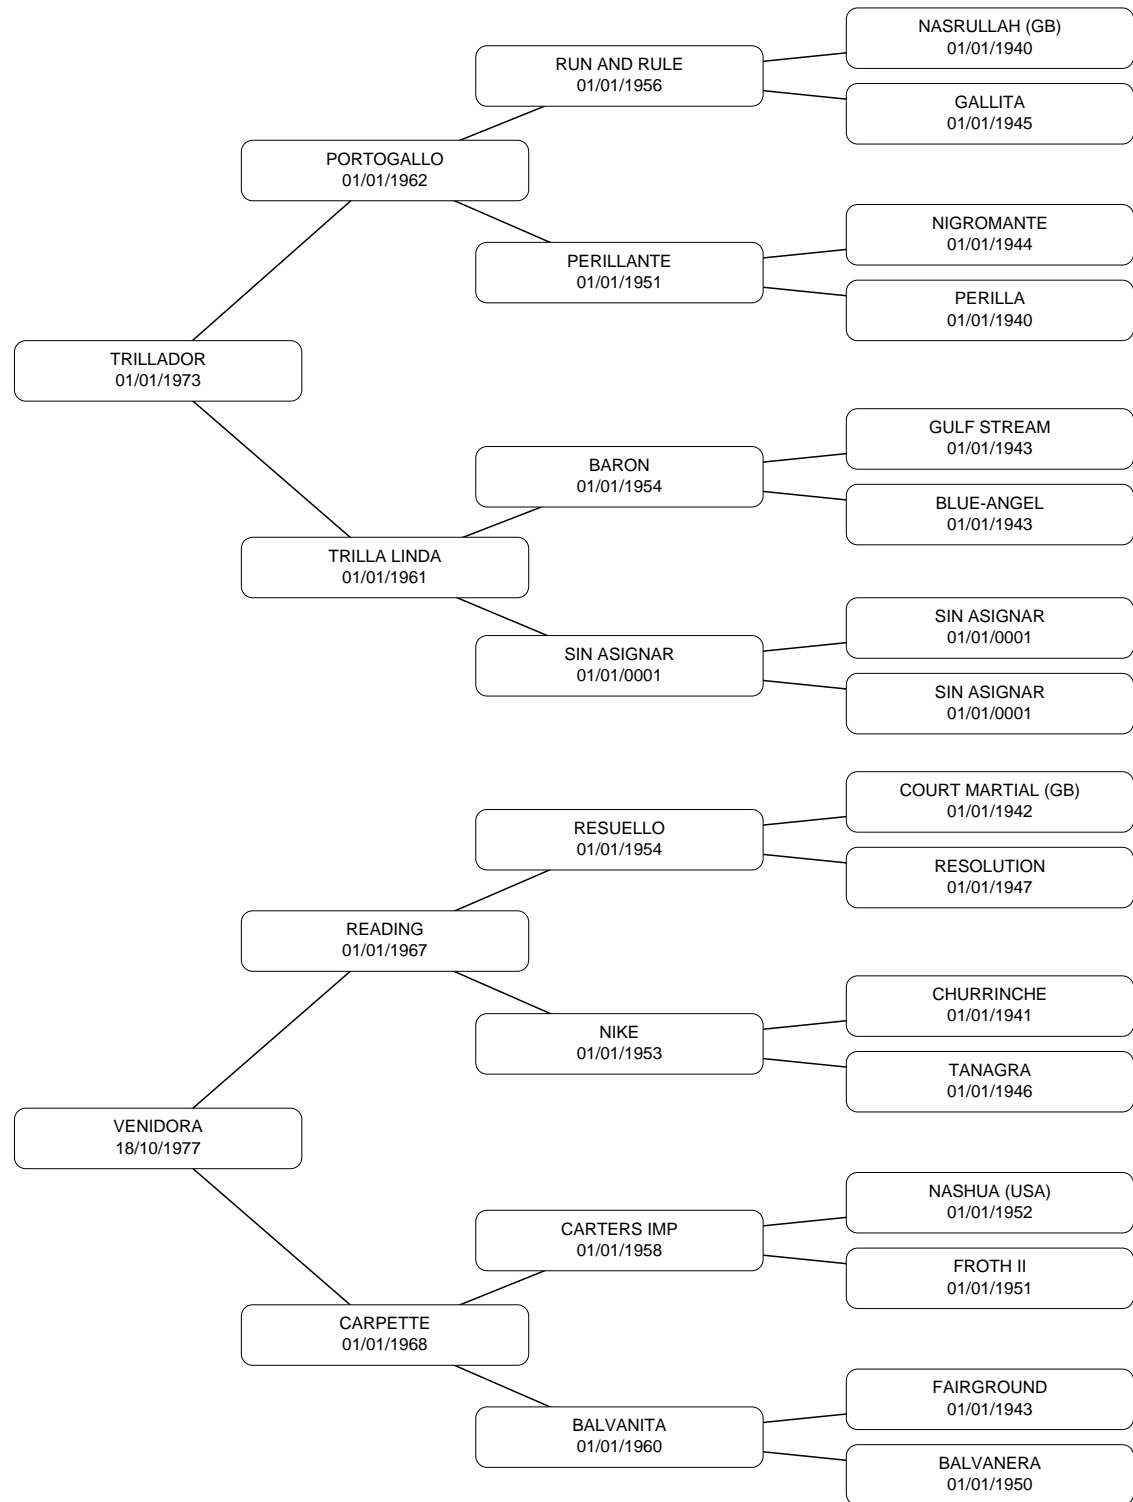 NASRULLAH (GB)
01/01/1940
RUN AND RULE
01/01/1956
GALLITA
01/01/1945
PORTOGALLO
01/01/1962
NIGROMANTE
01/01/1944
PERILLANTE
01/01/1951
PERILLA
01/01/1940
TRILLADOR
01/01/1973
GULF STREAM
01/01/1943
BARON
01/01/1954
BLUE-ANGEL
01/01/1943
TRILLA LINDA
01/01/1961
SIN ASIGNAR
01/01/0001
SIN ASIGNAR
01/01/0001
SIN ASIGNAR
01/01/0001
COURT MARTIAL (GB)
01/01/1942
RESUELLO
01/01/1954
RESOLUTION
01/01/1947
READING
01/01/1967
CHURRINCHE
01/01/1941
NIKE
01/01/1953
TANAGRA
01/01/1946
VENIDORA
18/10/1977
NASHUA (USA)
01/01/1952
CARTERS IMP
01/01/1958
FROTH II
01/01/1951
CARPETTE
01/01/1968
FAIRGROUND
01/01/1943
BALVANITA
01/01/1960
BALVANERA
01/01/1950